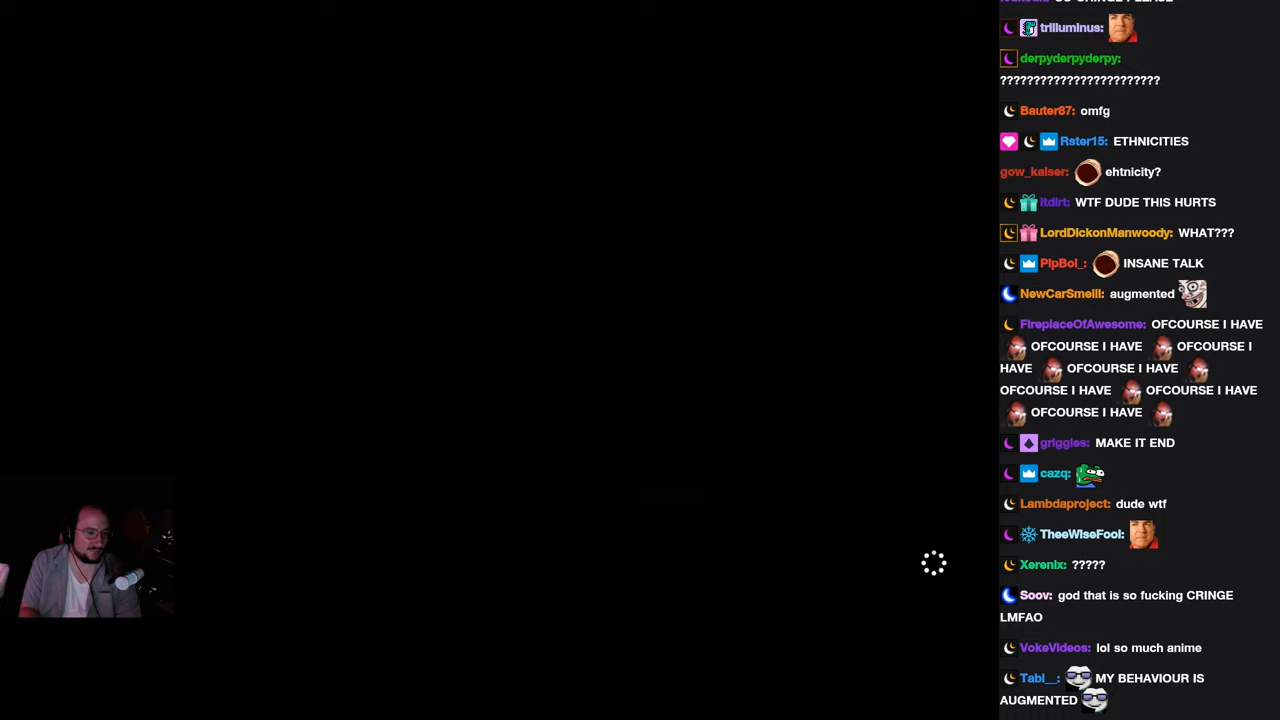 trilluminus:
derpyderpyderpy:
????????????????????????
Bauter87: omfg
Rster15: ETHNICITIES
gow_kaiser: ehtnicity?
itdirt: WTF DUDE THIS HURTS
LordDickonManwoody: WHAT???
PipBoi_: INSANE TALK
NewCarSmelll: augmented
FireplaceOfAwesome: OFCOURSE I HAVE
OFCOURSE I HAVE OFCOURSE I
HAVE OFCOURSE I HAVE
OFCOURSE I HAVE OFCOURSE I HAVE
OFCOURSE I HAVE
griggles: MAKE IT END
cazq:
Lambdaproject: dude wtf
TheeWiseFool:
Xerenix: ?????
Soov: god that is so fucking CRINGE
LMFAO
VokeVideos: lol so much anime
Tabi__: MY BEHAVIOUR IS
AUGMENTED